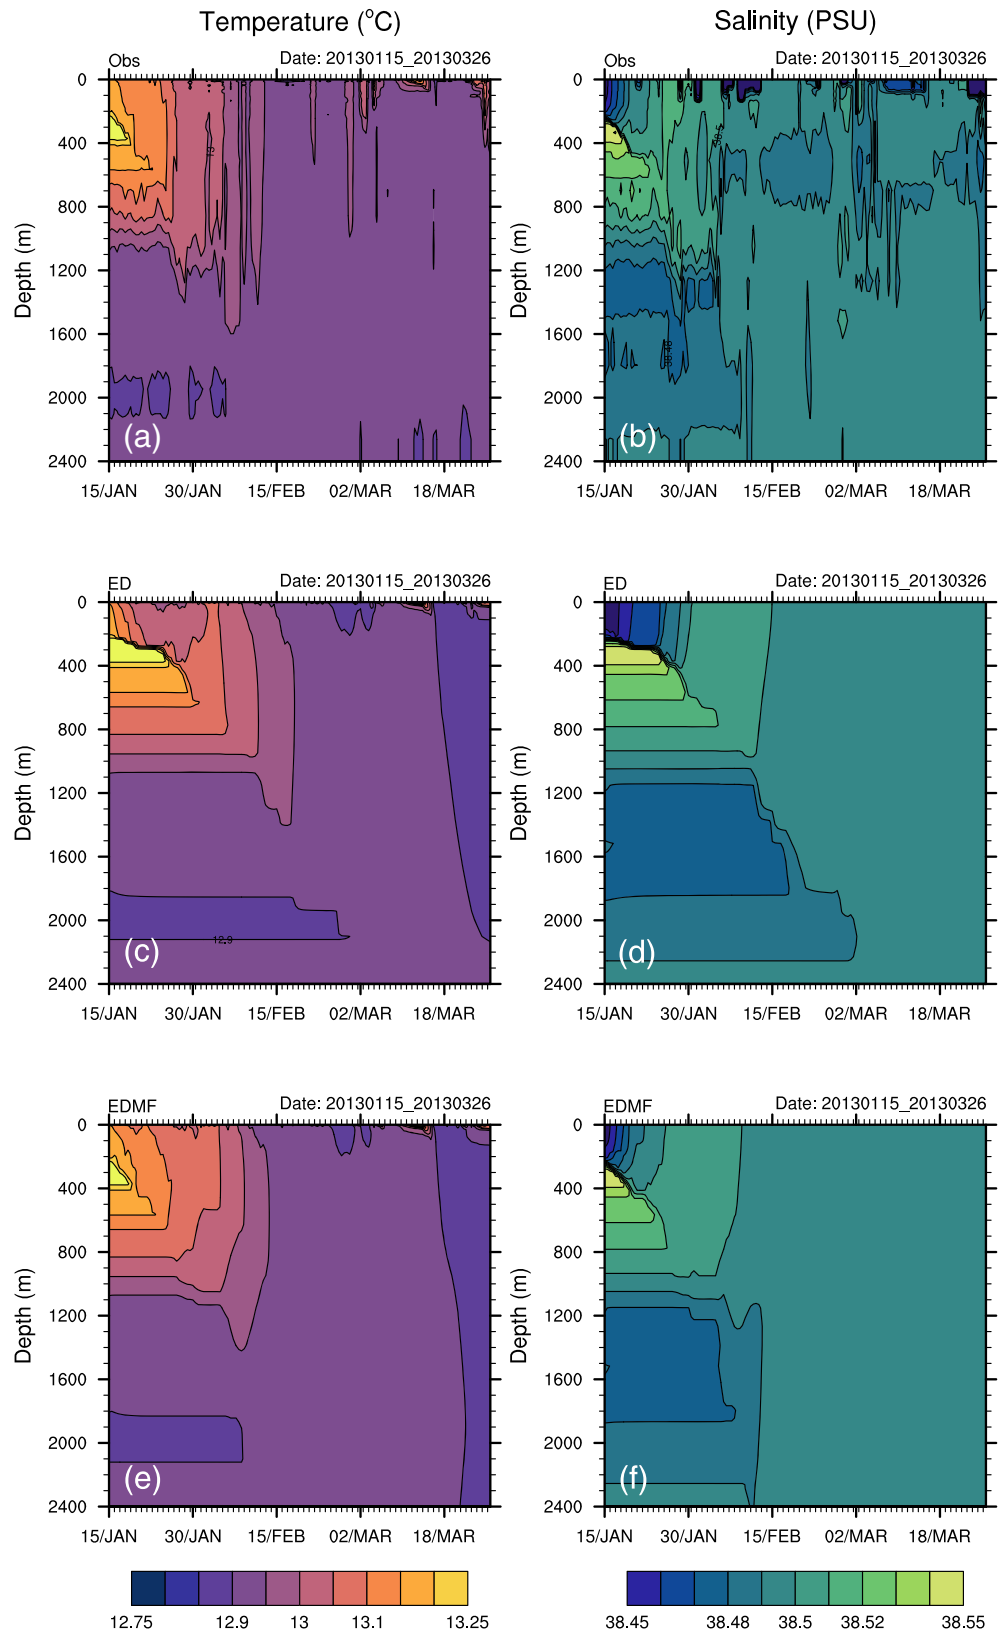 Temperature (°C) Salinity (PSU)
Obs Date: 20130115_20130326 Obs Date: 20130115_20130326
0 0
400 400
800 800
1200 1200
1600 1600
2000 2000
2400 2400
Depth (m) Depth (m)
13 38.5
38.48
(a) (b)
15/JAN 30/JAN 15/FEB 02/MAR 18/MAR 15/JAN 30/JAN 15/FEB 02/MAR 18/MAR
ED Date: 20130115_20130326 ED Date: 20130115_20130326
0 0
400 400
800 800
1200 1200
1600 1600
2000 2000
2400 2400
Depth (m) Depth (m)
12.9
(c) (d)
15/JAN 30/JAN 15/FEB 02/MAR 18/MAR 15/JAN 30/JAN 15/FEB 02/MAR 18/MAR
EDMF Date: 20130115_20130326 EDMF Date: 20130115_20130326
0 0
400 400
800 800
1200 1200
1600 1600
2000 2000
2400 2400
Depth (m) Depth (m)
(e) (f)
15/JAN 30/JAN 15/FEB 02/MAR 18/MAR 15/JAN 30/JAN 15/FEB 02/MAR 18/MAR
12.75 12.9 13 13.1 13.25 38.45 38.48 38.5 38.52 38.55